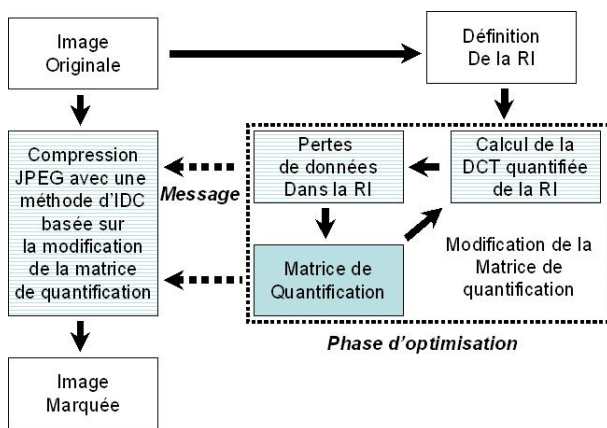 Image
Originale
Définition
De la RI
Compression
JPEG avec une
méthode d'IDC
basée sur
la modification
de la matrice
de quantification
Message
Pertes
de données
Dans la RI
Calcul de la
DCT quantifiée
de la RI
Matrice de
Quantification
Modification de la
Matrice de
quantification
Phase d'optimisation
Image
Marquée